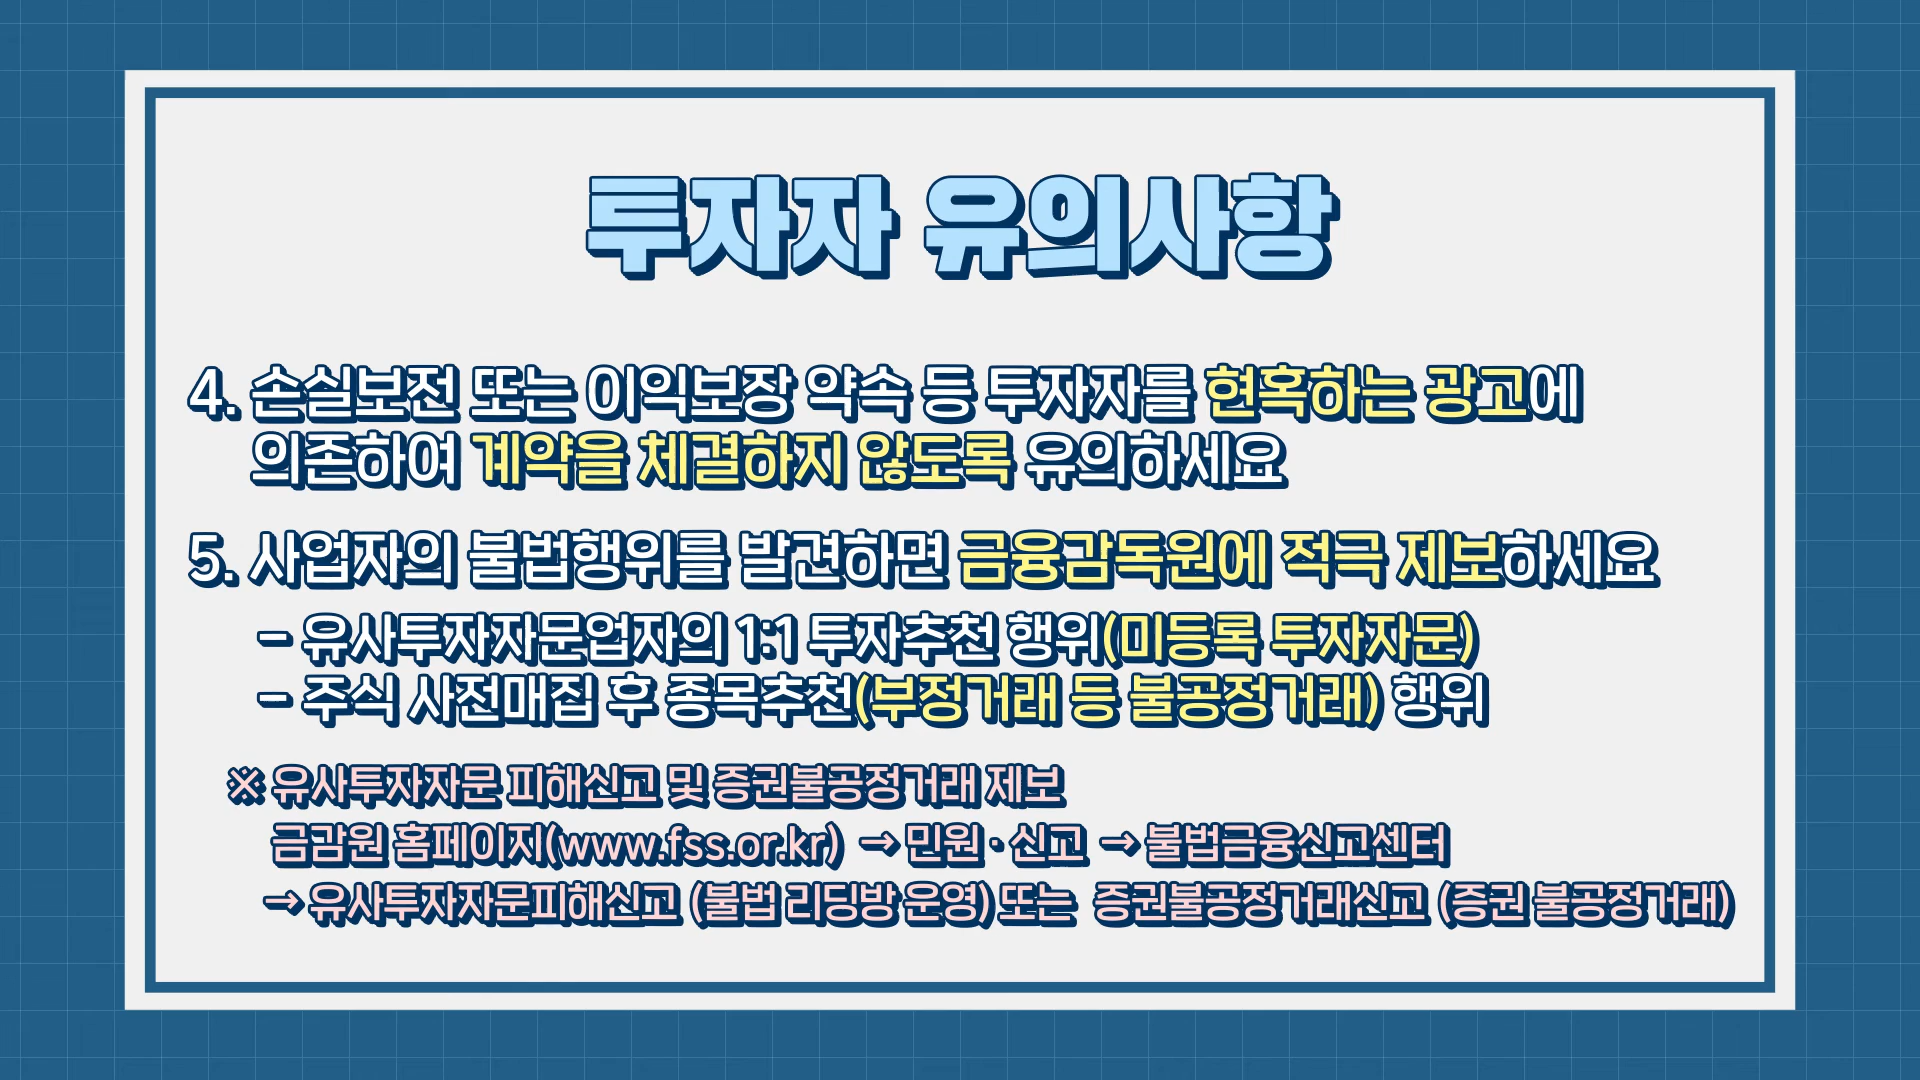 투자자 유의사항
4. 손실보전 또는 이익보장 약속 등 투자자를 현혹하는 광고에
의존하여 계약을 체결하지 않도록 유의하세요
5. 사업자의 불법행위를 발견하면 금융감독원에 적극 제보하세요
- 유사투자자문업자의 1:1 투자추천 행위(미등록 투자자문)
- 주식 사전매집 후 종목추천(부정거래 등 불공정거래) 행위
※ 유사투자자문 피해신고 및 증권불공정거래 제보
금감원 홈페이지(www.fss.or.kr) → 민원·신고 → 불법금융신고센터
→ 유사투자자문피해신고 (불법 리딩방 운영) 또는 증권불공정거래신고 (증권 불공정거래)